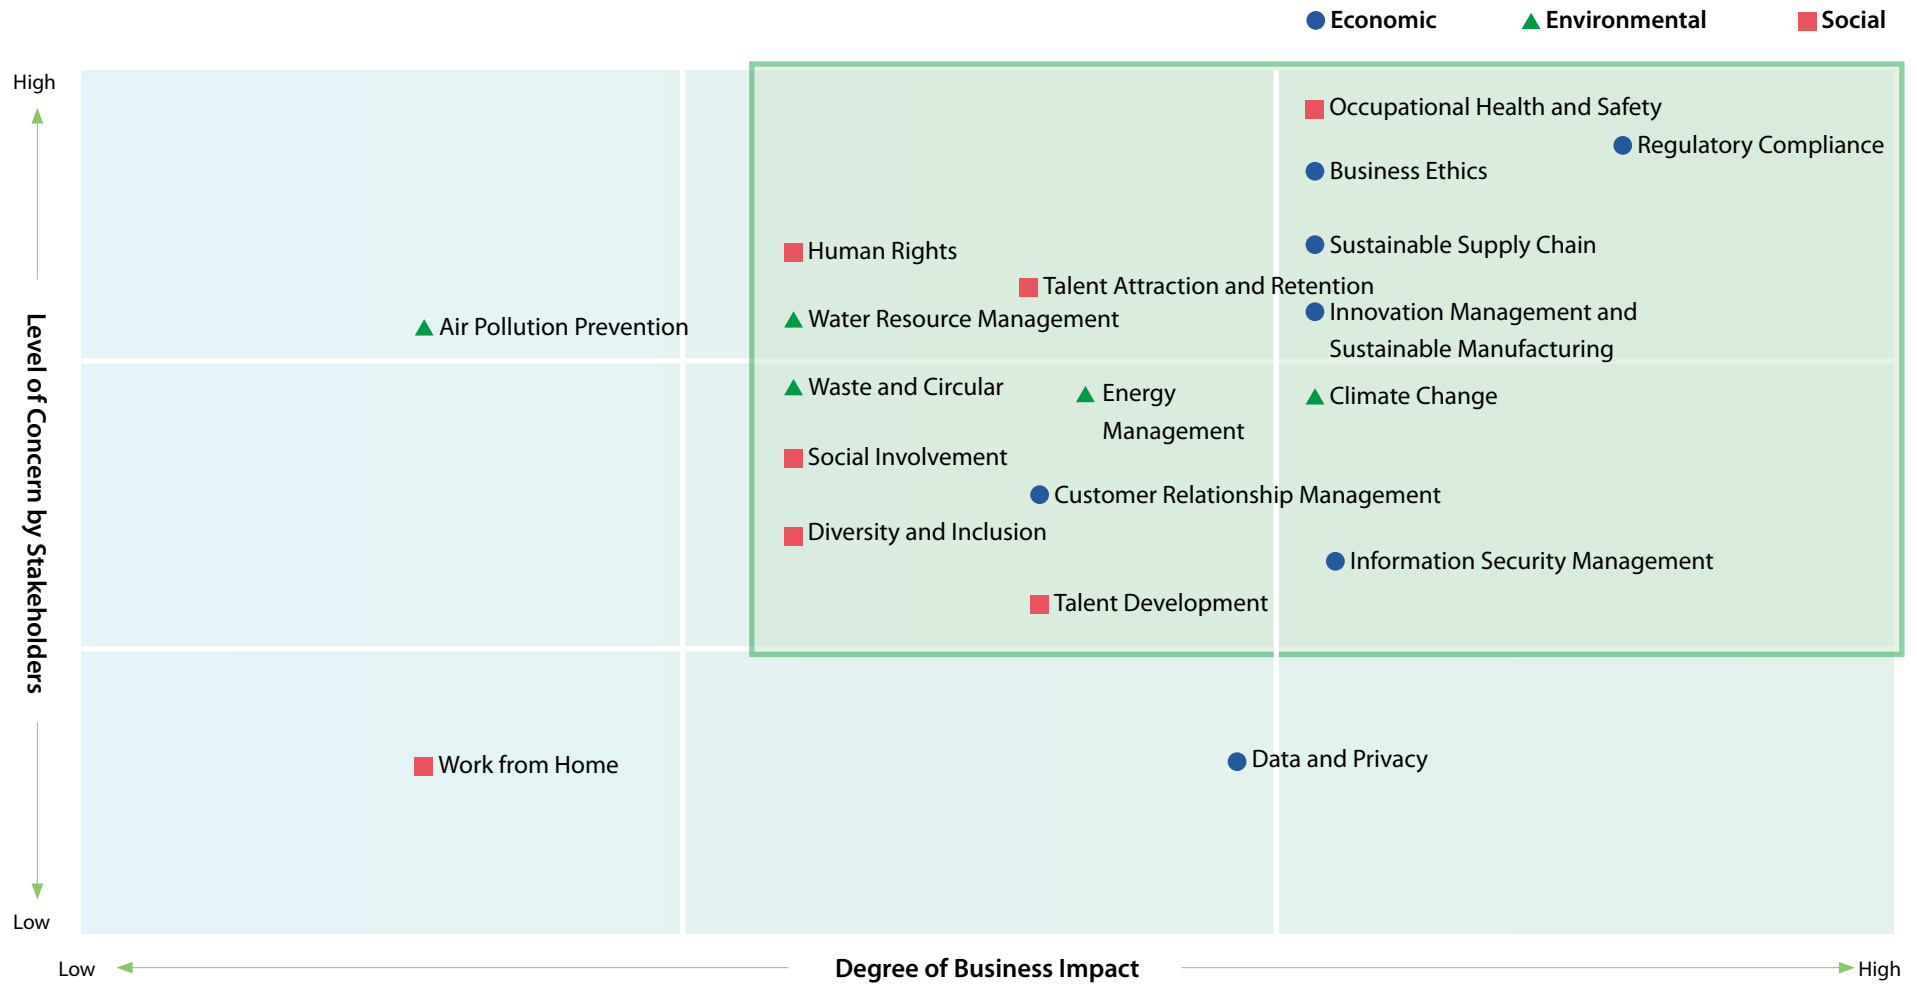 Economic
Environmental
Social
High
Occupational Health and Safety
Regulatory Compliance
Business Ethics
Sustainable Supply Chain
Human Rights
Talent Attraction and Retention
Innovation Management and
Sustainable Manufacturing
Water Resource Management
Air Pollution Prevention
Waste and Circular
Energy
Management
Climate Change
Social Involvement
Customer Relationship Management
Diversity and Inclusion
Information Security Management
Talent Development
Level of Concern by Stakeholders
Work from Home
Data and Privacy
Low
Low
Degree of Business Impact
High